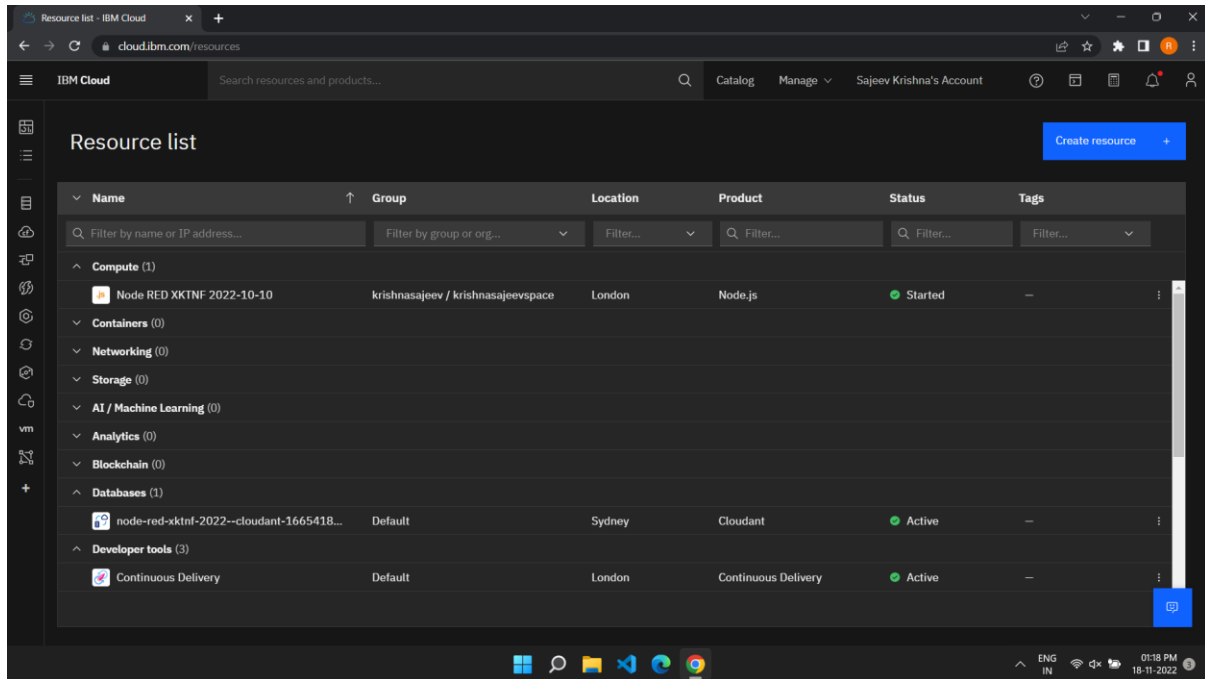 Resource list - IBM Cloud
cloud.ibm.com/resources
R
IBM Cloud
Search resources and products...
Catalog
Manage
Sajeev Krishna's Account
Resource list
Create resource +
Name Group Location Product Status Tags
Filter by name or IP address... Filter by group or org... Filter... Filter... Filter... Filter...
Compute (1)
Node RED XKTNF 2022-10-10 krishnasajeev / krishnasajeevspace London Node.js Started –
Containers (0)
Networking (0)
Storage (0)
AI / Machine Learning (0)
Analytics (0)
vm
Blockchain (0)
Databases (1)
node-red-xktnf-2022--cloudant-1665418... Default Sydney Cloudant Active –
Developer tools (3)
Continuous Delivery Default London Continuous Delivery Active –
ENG
IN
01:18 PM
18-11-2022
3